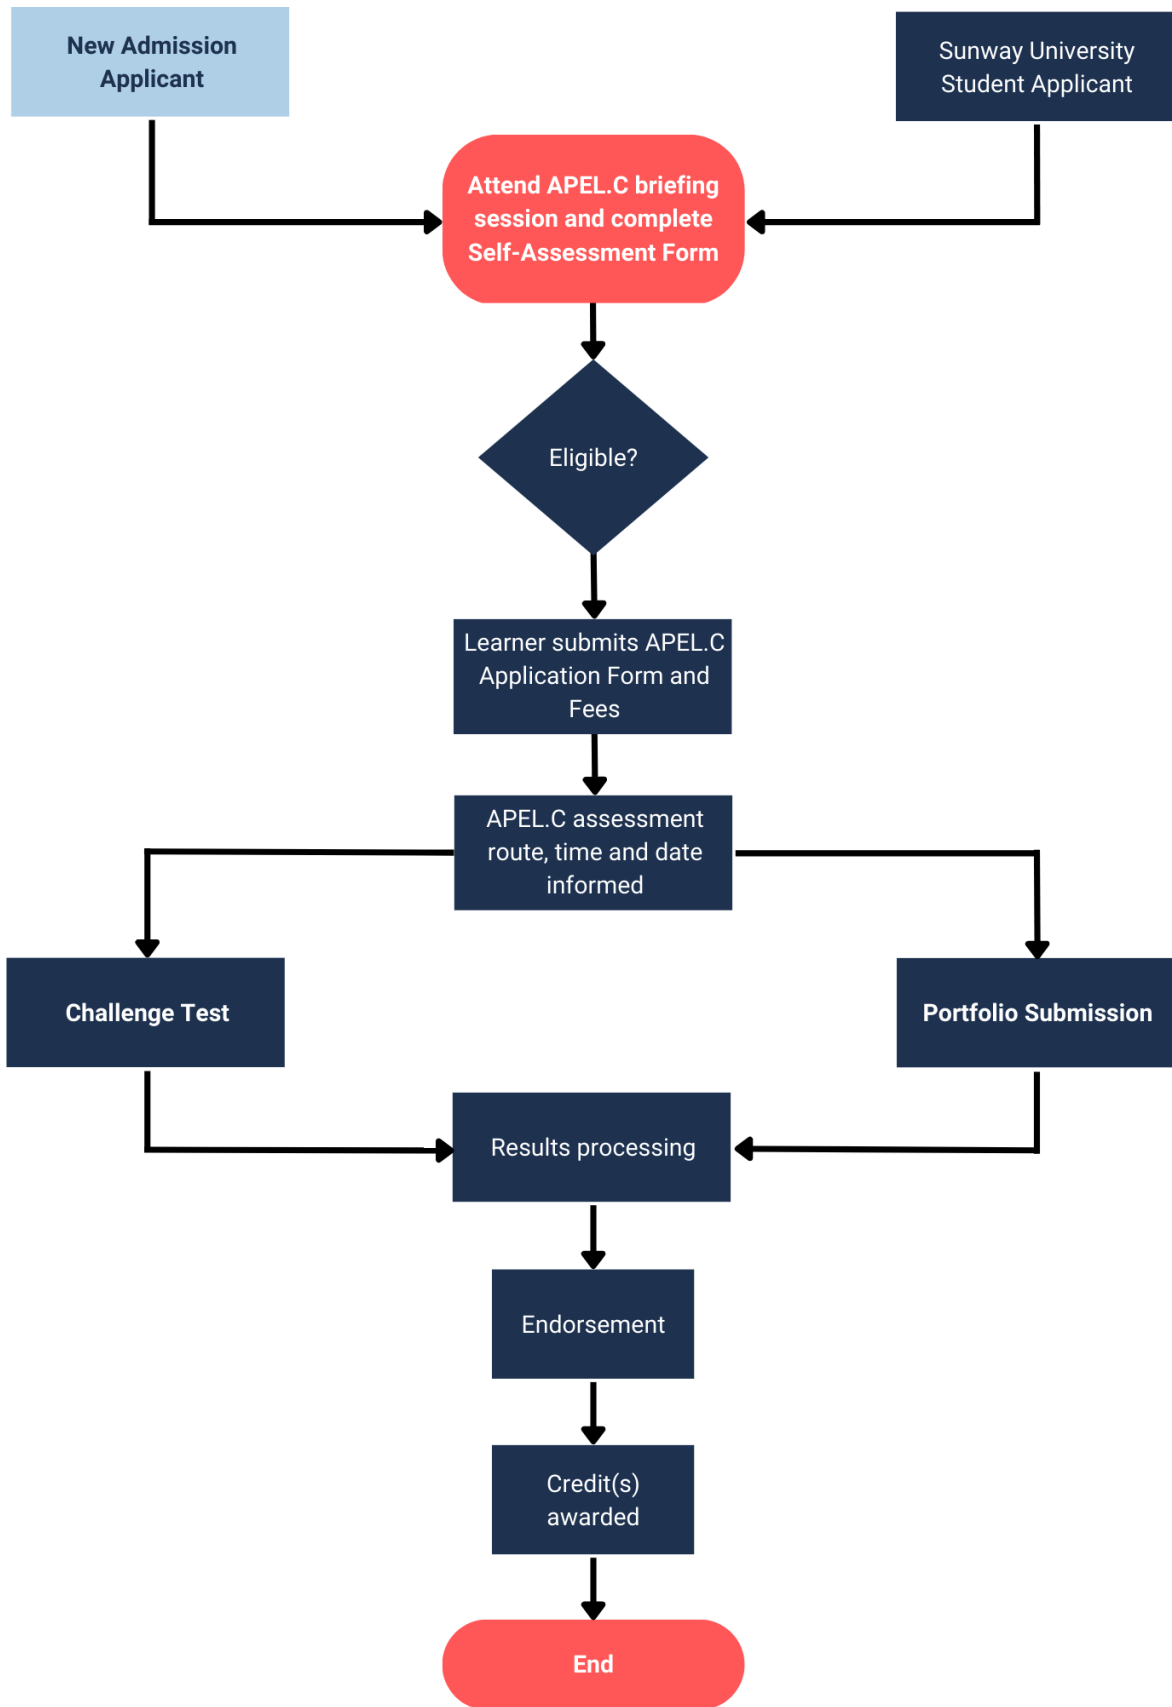 New Admission
Applicant
Sunway University
Student Applicant
Attend APEL.C briefing
session and complete
Self-Assessment Form
Eligible?
Learner submits APEL.C
Application Form and
Fees
APEL.C assessment
route, time and date
informed
Challenge Test
Portfolio Submission
Results processing
Endorsement
Credit(s)
awarded
End